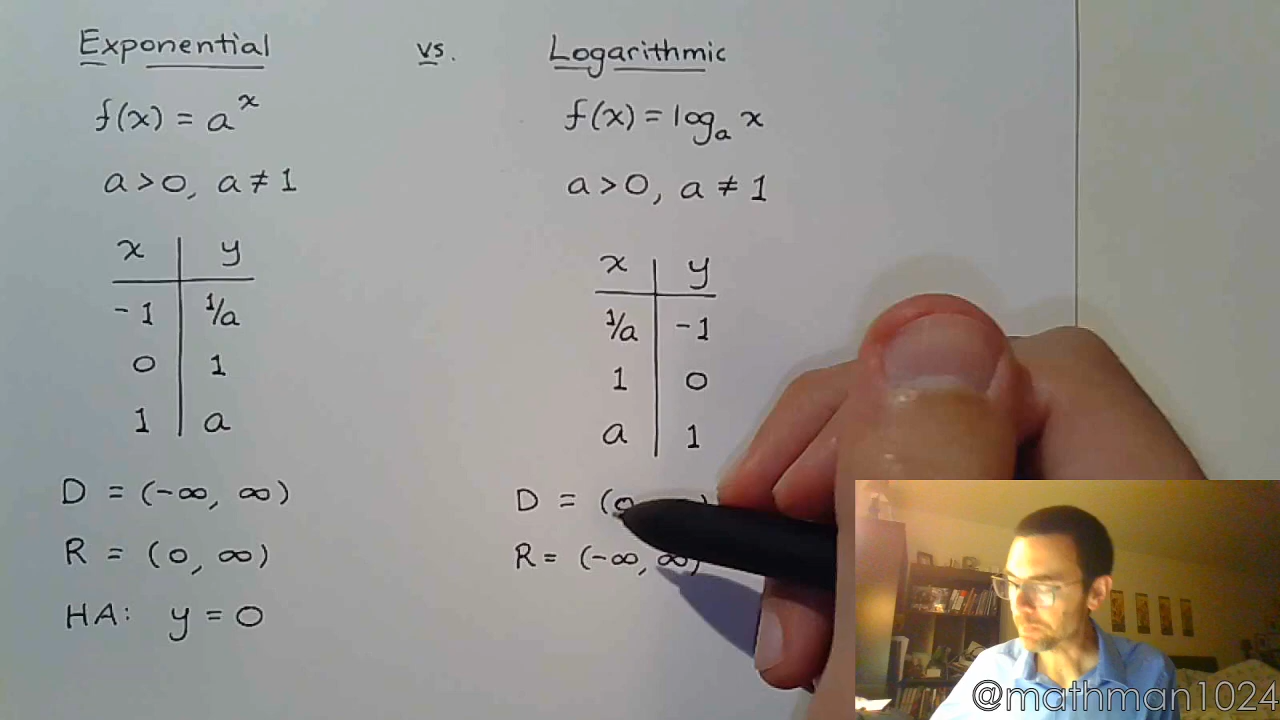 Exponential vs. Logarithmic
f(x) = a^x
a > 0, a ≠ 1
x y
-1 1/a
0 1
1 a
D = (-∞, ∞)
R = (0, ∞)
HA: y = 0
f(x) = log_a x
a > 0, a ≠ 1
x y
1/a -1
1 0
a 1
D = (0
R = (-∞, ∞)
@mathman1024